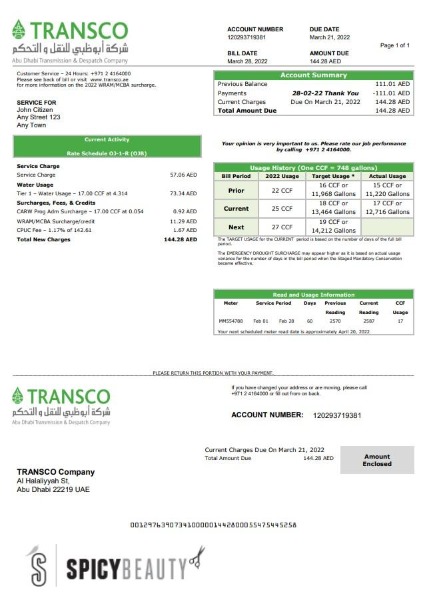 TRANSCO
شركة أبوظبي للنقل و التحكم
Abu Dhabi Transmission & Despatch Company
ACCOUNT NUMBER DUE DATE
120293719381 March 21, 2022
Page 1 of 1
BILL DATE AMOUNT DUE
March 28, 2022 144.28 AED
Customer Service – 24 Hours: +971 2 4164000.
Please see back of bill or visit www.transco.ae
for more information on the 2022 WRAM/MCBA surcharge.
SERVICE FOR
John Citizen
Any Street 123
Any Town
Account Summary
Previous Balance 111.01 AED
Payments 28-02-22 Thank You -111.01 AED
Current Charges Due On March 21, 2022 144.28 AED
Total Amount Due 144.28 AED
Current Activity
Rate Schedule OJ-1-R (OJB)
Your opinion is very important to us. Please rate our job performance
by calling +971 2 4164000.
Service Charge
Service Charge 57.06 AED
Water Usage
Tier 1 – Water Usage – 17.00 CCF at 4.314 73.34 AED
Surcharges, Fees, & Credits
CARW Prog Adm Surcharge – 17.00 CCF at 0.054 0.92 AED
WRAM/MCBA Surcharge/credit 11.29 AED
CPUC Fee – 1.17% of 142.61 1.67 AED
Total New Charges 144.28 AED
Usage History (One CCF = 748 gallons)
Bill Period 2022 Usage Target Usage * Actual Usage
Prior 22 CCF 16 CCF or 11,968 Gallons 15 CCF or 11,220 Gallons
Current 25 CCF 18 CCF or 13,464 Gallons 17 CCF or 12,716 Gallons
Next 27 CCF 19 CCF or 14,212 Gallons
The TARGET USAGE for the CURRENT period is based on the number of days of the full bill
period.
The EMERGENCY DROUGHT SURCHARGE may appear higher as it is based on actual usage
variance for the number of days in the bill period when the Staged Mandatory Conservation
became effective.
Read and Usage Information
Meter Service Period Days Previous Reading Current Reading CCF Usage
MM554788 Feb 01 Feb 28 60 2570 2587 17
Your next scheduled meter read date is approximately April 26, 2022
PLEASE RETURN THIS PORTION WITH YOUR PAYMENT.
TRANSCO
شركة أبوظبي للنقل و التحكم
Abu Dhabi Transmission & Despatch Company
If you have changed your address or are moving, please call
+971 2 4164000 or fill out from on back.
ACCOUNT NUMBER: 120293719381
Current Charges Due On March 21, 2022
Total Amount Due 144.28 AED
Amount
Enclosed
TRANSCO Company
Al Halaliyyah St,
Abu Dhabi 22219 UAE
SPICYBEAUTY